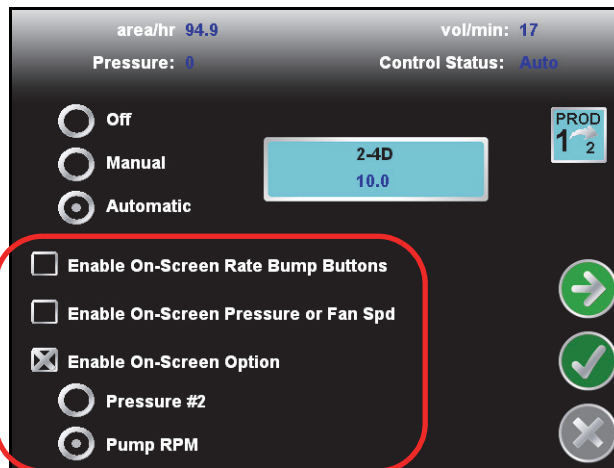 area/hr 94.9 vol/min: 17
Pressure: 0 Control Status: Auto
Off
Manual
Automatic
2-4D
10.0
PROD
1 2
Enable On-Screen Rate Bump Buttons
Enable On-Screen Pressure or Fan Spd
Enable On-Screen Option
Pressure #2
Pump RPM